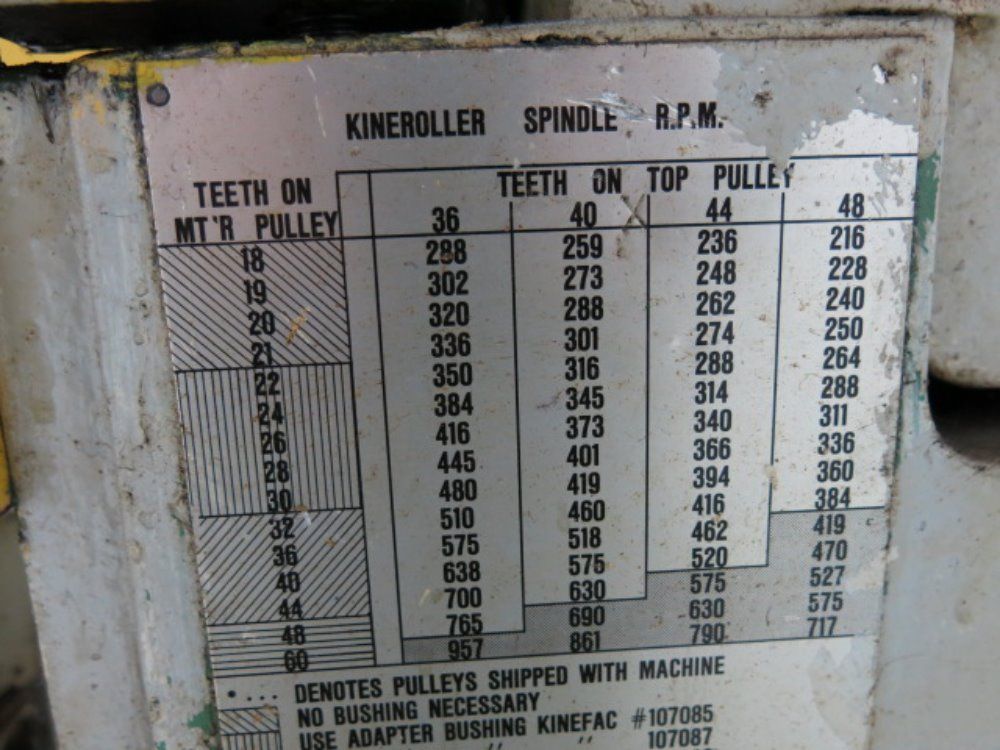 KINEROLLER SPINDLE R.P.M.
TEETH ON TOP PULLEY
TEETH ON
MT'R PULLEY
36 40 X 44 48
18 288 259 236 216
19 302 273 248 228
20 320 288 262 240
21 336 301 274 250
22 350 316 288 264
24 384 345 314 288
26 416 373 340 311
28 445 401 366 336
30 480 419 394 360
32 510 460 416 384
36 575 518 462 419
40 638 575 520 470
44 700 630 575 527
48 765 690 630 575
60 957 861 790 717
•... DENOTES PULLEYS SHIPPED WITH MACHINE
NO BUSHING NECESSARY
USE ADAPTER BUSHING KINEFAC #107085
" " 107087